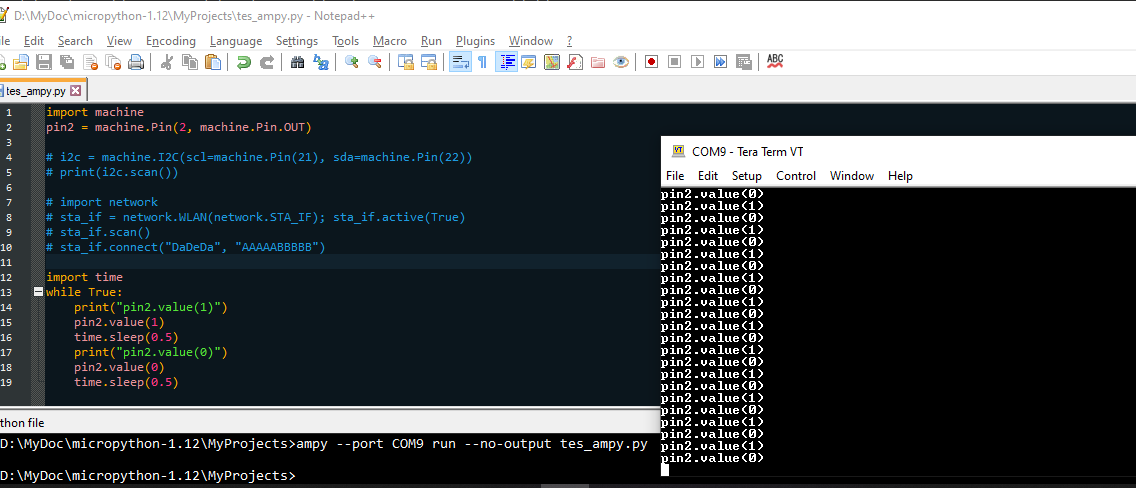 D:\MyDoc\micropython-1.12\MyProjects\tes_ampy.py - Notepad++
ile Edit Search View Encoding Language Settings Tools Macro Run Plugins Window ?
ABC
tes_ampy.py
1 import machine
2 pin2 = machine.Pin(2, machine.Pin.OUT)
3
4 # i2c = machine.I2C(scl=machine.Pin(21), sda=machine.Pin(22))
5 # print(i2c.scan())
6
7 # import network
8 # sta_if = network.WLAN(network.STA_IF); sta_if.active(True)
9 # sta_if.scan()
10 # sta_if.connect("DaDeDa", "AAAAABBBBB")
11
12 import time
13 while True:
14 print("pin2.value(1)")
15 pin2.value(1)
16 time.sleep(0.5)
17 print("pin2.value(0)")
18 pin2.value(0)
19 time.sleep(0.5)
thon file
D:\MyDoc\micropython-1.12\MyProjects>ampy --port COM9 run --no-output tes_ampy.py
D:\MyDoc\micropython-1.12\MyProjects>
VT COM9 - Tera Term VT
File Edit Setup Control Window Help
pin2.value(0)
pin2.value(1)
pin2.value(0)
pin2.value(1)
pin2.value(0)
pin2.value(1)
pin2.value(0)
pin2.value(1)
pin2.value(0)
pin2.value(1)
pin2.value(0)
pin2.value(1)
pin2.value(0)
pin2.value(1)
pin2.value(0)
pin2.value(1)
pin2.value(0)
pin2.value(1)
pin2.value(0)
pin2.value(1)
pin2.value(0)
pin2.value(1)
pin2.value(0)